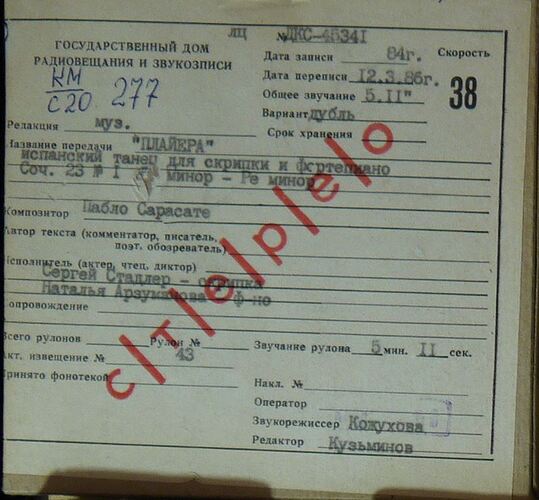 ЛЦ № ДКС-45341
ГОСУДАРСТВЕННЫЙ ДОМ
РАДИОВЕЩАНИЯ И ЗВУКОЗАПИСИ
НМ
С20 277
Дата записи 84г. Скорость
Дата переписи 12.3.86г.
Общее звучание 5.11" 38
Вариант дубль
Редакция муз. Срок хранения
Название передачи "ПЛАЙЕРА"
испанский танец для скрипки и фортепиано
Соч. 23 № 1 минор - Ре минор
Композитор Пабло Сарасате
Автор текста (комментатор, писатель,
поэт, обозреватель)
Исполнитель (актер, чтец, диктор)
Сергей Стадлер - скрипка
Наталья Арзуманова ф-но
Сопровождение
с|т|е|р|е|о
Всего рулонов Рулон № Звучание рулона 5 мин. 11 сек.
Акт. извещение № 43
Принято фонотекой Накл. №
Оператор
Звукорежиссер Кожухова
Редактор Кузьминов